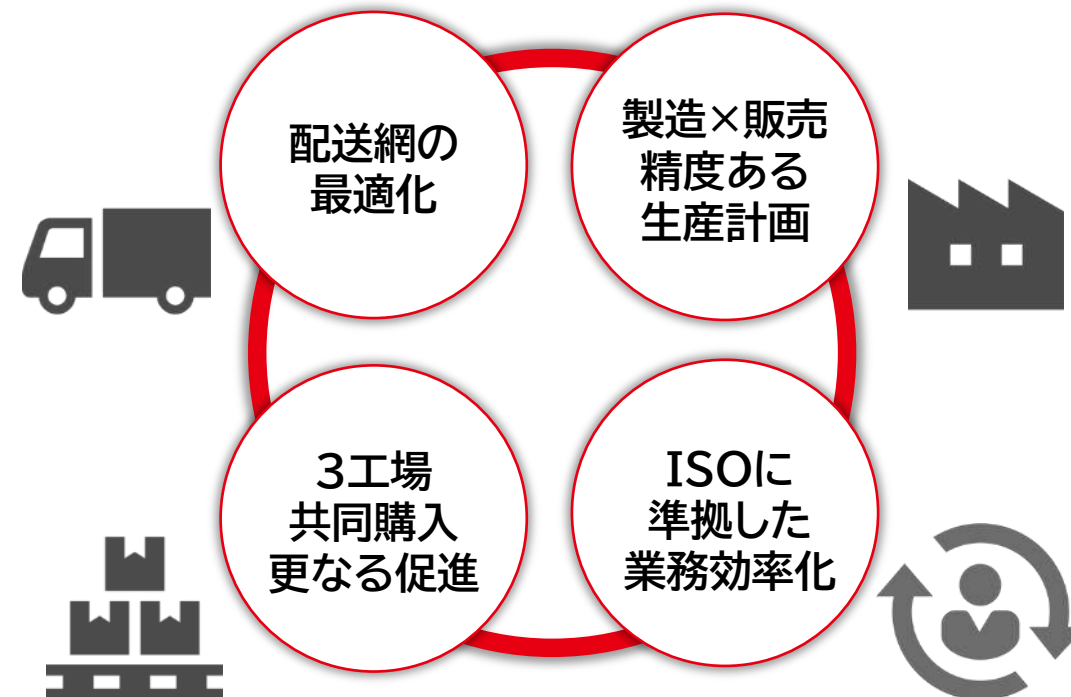 配送網の
最適化
製造×販売
精度ある
生産計画
3工場
共同購入
更なる促進
ISOに
準拠した
業務効率化